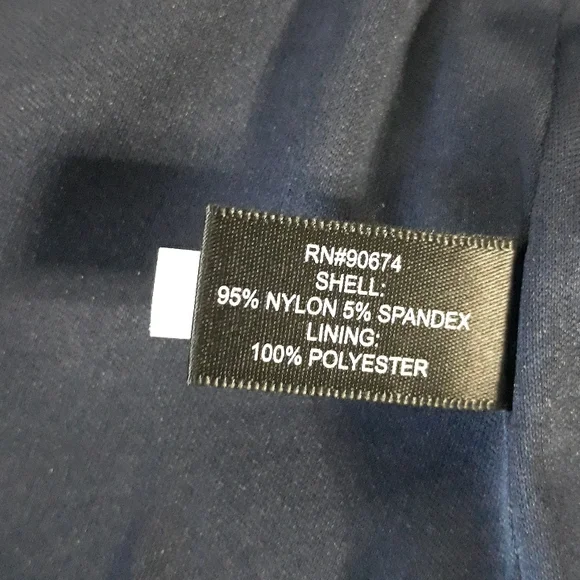 RN#90674
SHELL:
95% NYLON 5% SPANDEX
LINING:
100% POLYESTER